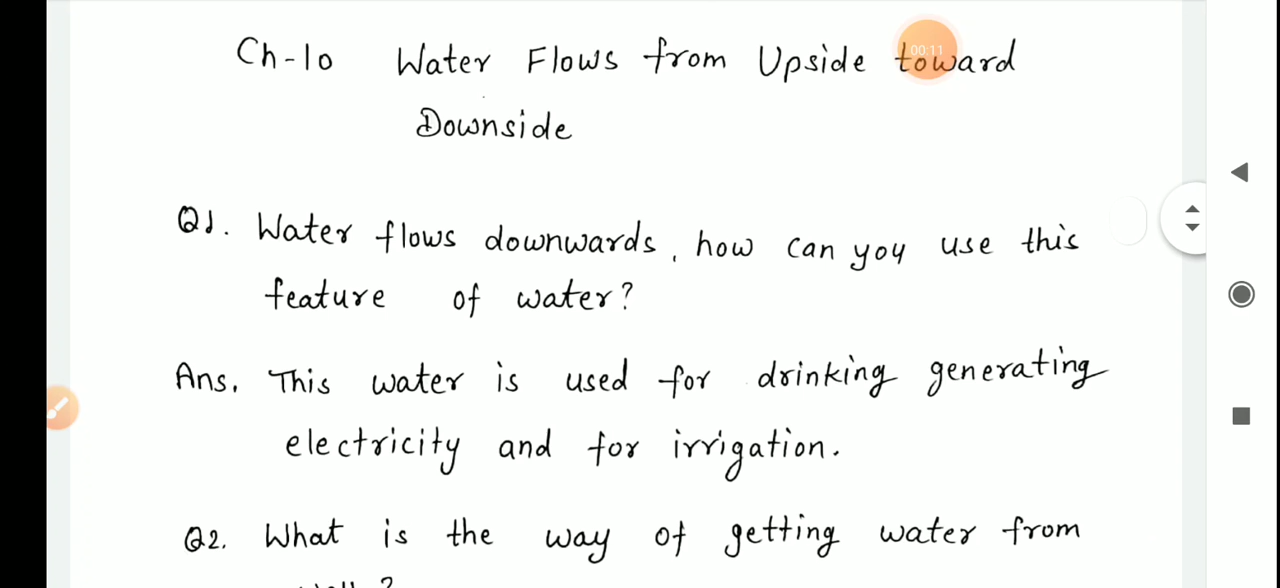 Ch-10 Water Flows from Upside toward
00:11
Downside
Q1. Water flows downwards, how can you use this
feature of water?
Ans. This water is used for drinking generating
electricity and for irrigation.
Q2. What is the way of getting water from
?